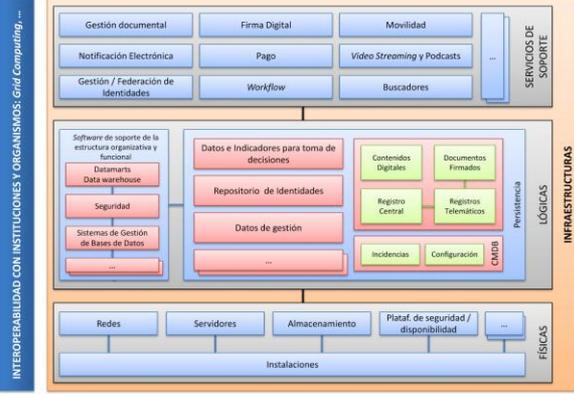 INTEROPERABILIDAD CON INSTITUCIONES Y ORGANISMOS: Grid Computing, ...
Gestión documental
Firma Digital
Movilidad
Notificación Electrónica
Pago
Video Streaming y Podcasts
Gestión / Federación de
Identidades
Workflow
Buscadores
...
SERVICIOS DE
SOPORTE
Software de soporte de la
estructura organizativa y
funcional
Datamarts
Data warehouse
Seguridad
Sistemas de Gestión
de Bases de Datos
...
Datos e Indicadores para toma de
decisiones
Repositorio de Identidades
Datos de gestión
...
Contenidos
Digitales
Documentos
Firmados
Registro
Central
Registros
Telemáticos
Incidencias
Configuración
CMDB
Persistencia
LÓGICAS
INFRAESTRUCTURAS
Redes
Servidores
Almacenamiento
Plataf. de seguridad /
disponibilidad
...
Instalaciones
FÍSICAS